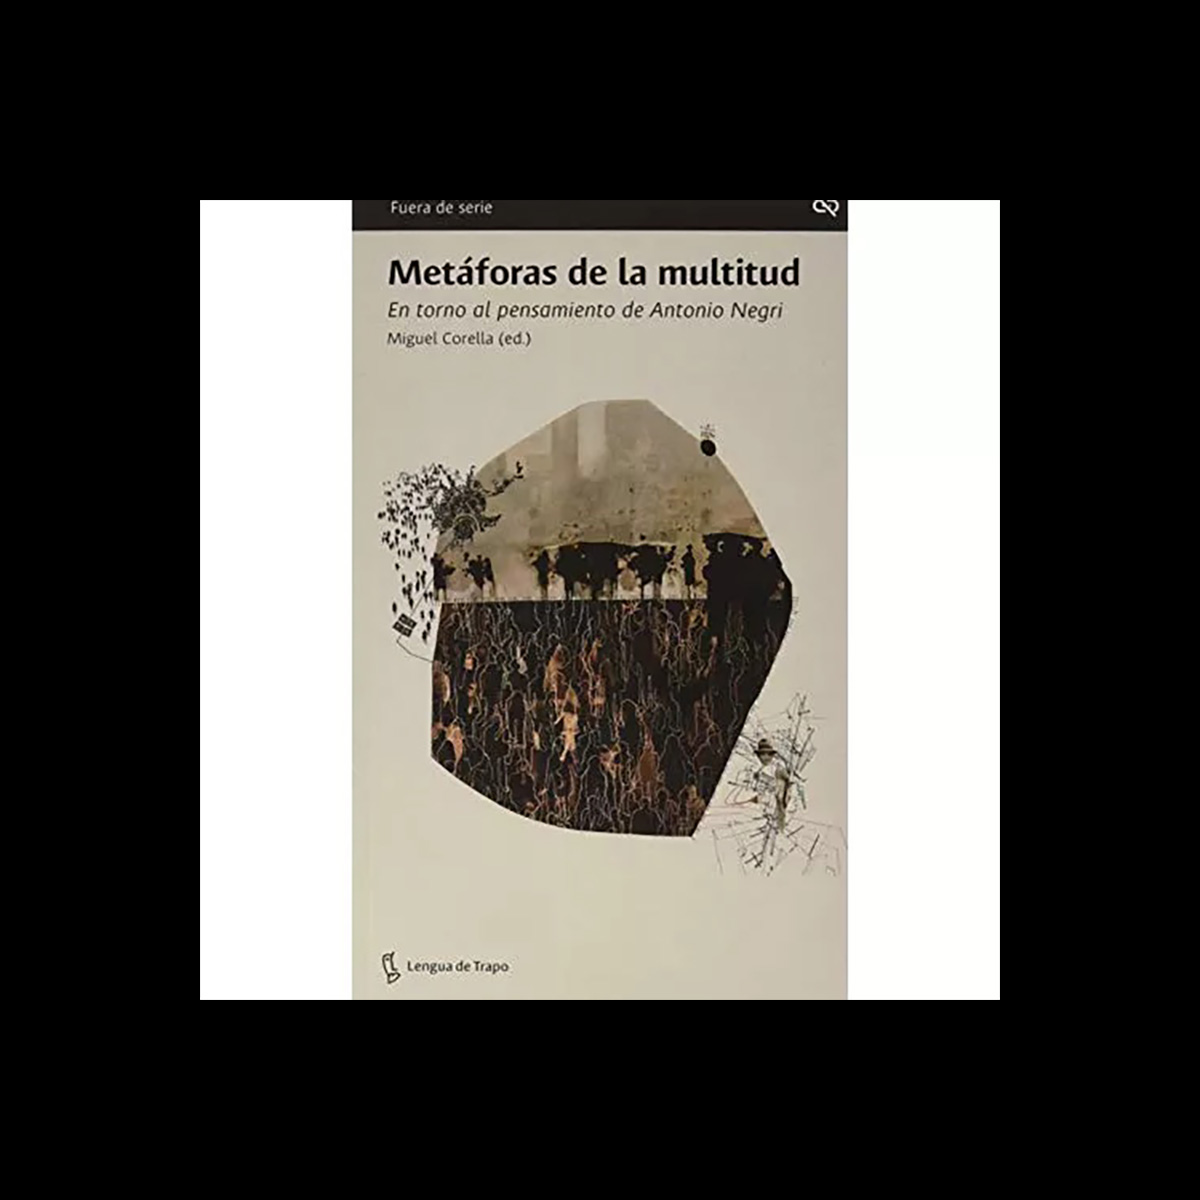 Fuera de serie
Metáforas de la multitud
En torno al pensamiento de Antonio Negri
Miguel Corella (ed.)
Lengua de Trapo